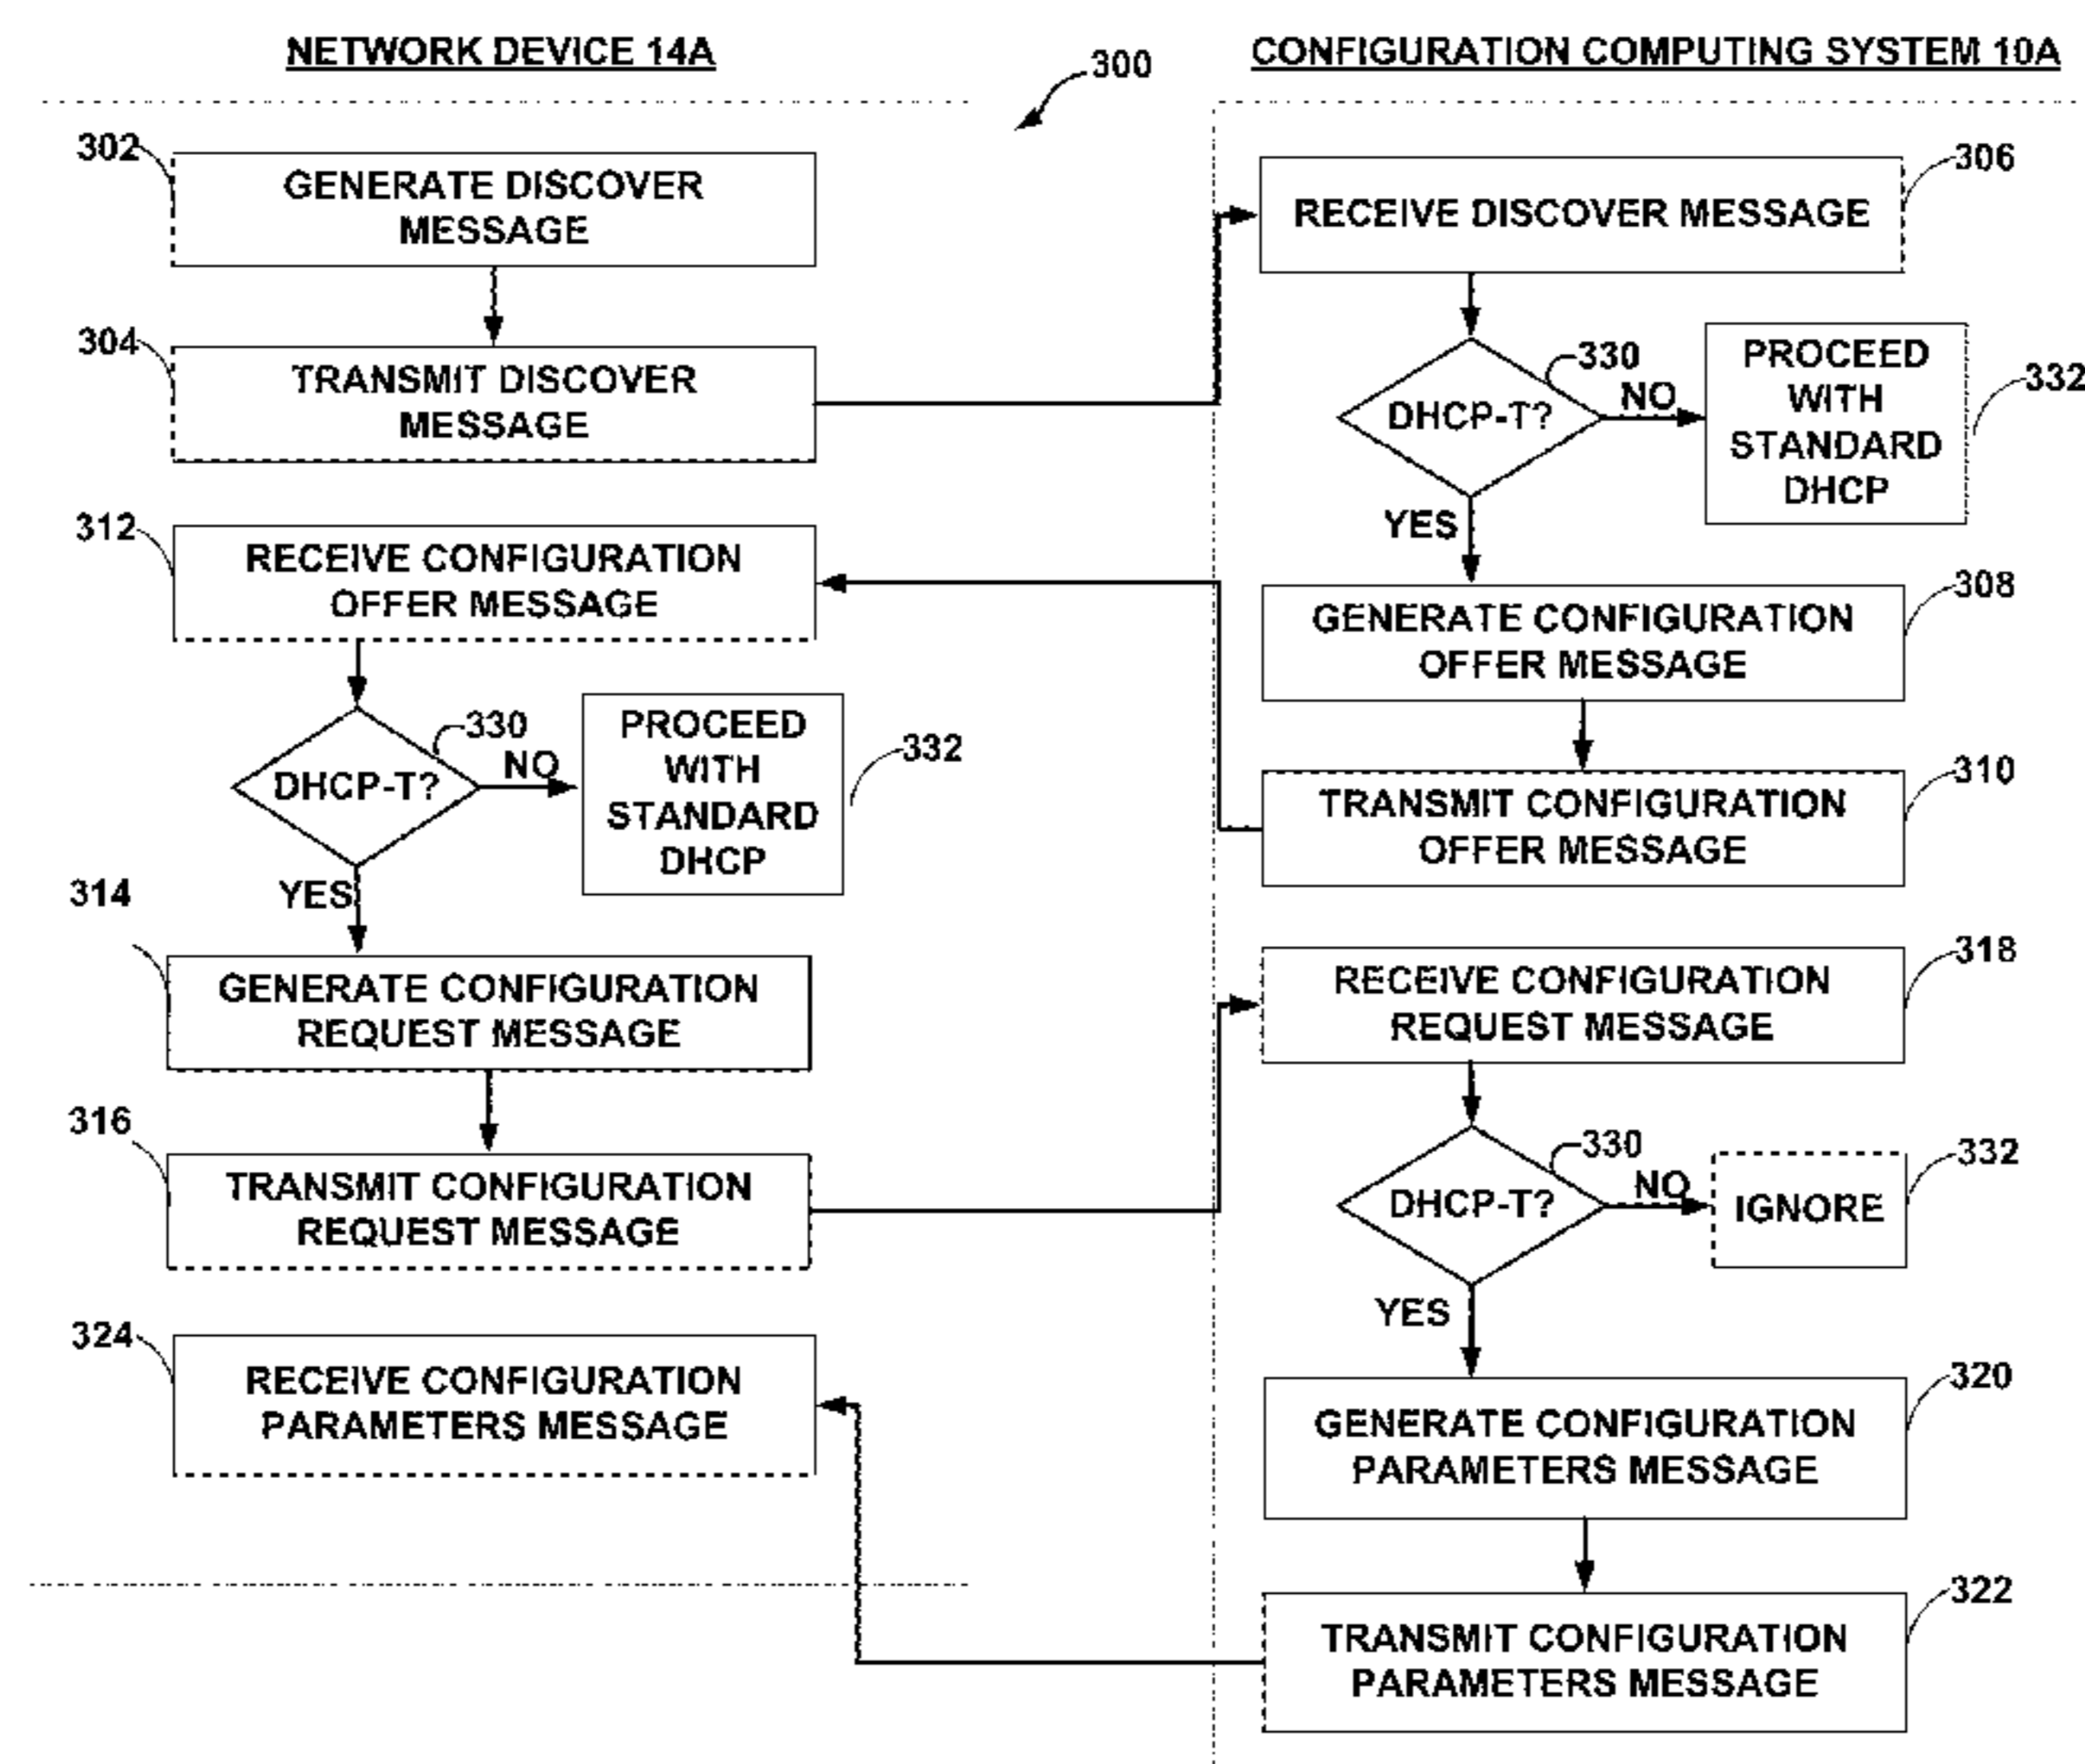 NETWORK DEVICE 14A
300
CONFIGURATION COMPUTING SYSTEM 10A
302
GENERATE DISCOVER
MESSAGE
304
TRANSMIT DISCOVER
MESSAGE
312
RECEIVE CONFIGURATION
OFFER MESSAGE
330
DHCP-T?
NO
PROCEED
WITH
STANDARD
DHCP
332
YES
314
GENERATE CONFIGURATION
REQUEST MESSAGE
316
TRANSMIT CONFIGURATION
REQUEST MESSAGE
324
RECEIVE CONFIGURATION
PARAMETERS MESSAGE
306
RECEIVE DISCOVER MESSAGE
330
DHCP-T?
NO
PROCEED
WITH
STANDARD
DHCP
332
YES
308
GENERATE CONFIGURATION
OFFER MESSAGE
310
TRANSMIT CONFIGURATION
OFFER MESSAGE
318
RECEIVE CONFIGURATION
REQUEST MESSAGE
330
DHCP-T?
NO
IGNORE
332
YES
320
GENERATE CONFIGURATION
PARAMETERS MESSAGE
322
TRANSMIT CONFIGURATION
PARAMETERS MESSAGE